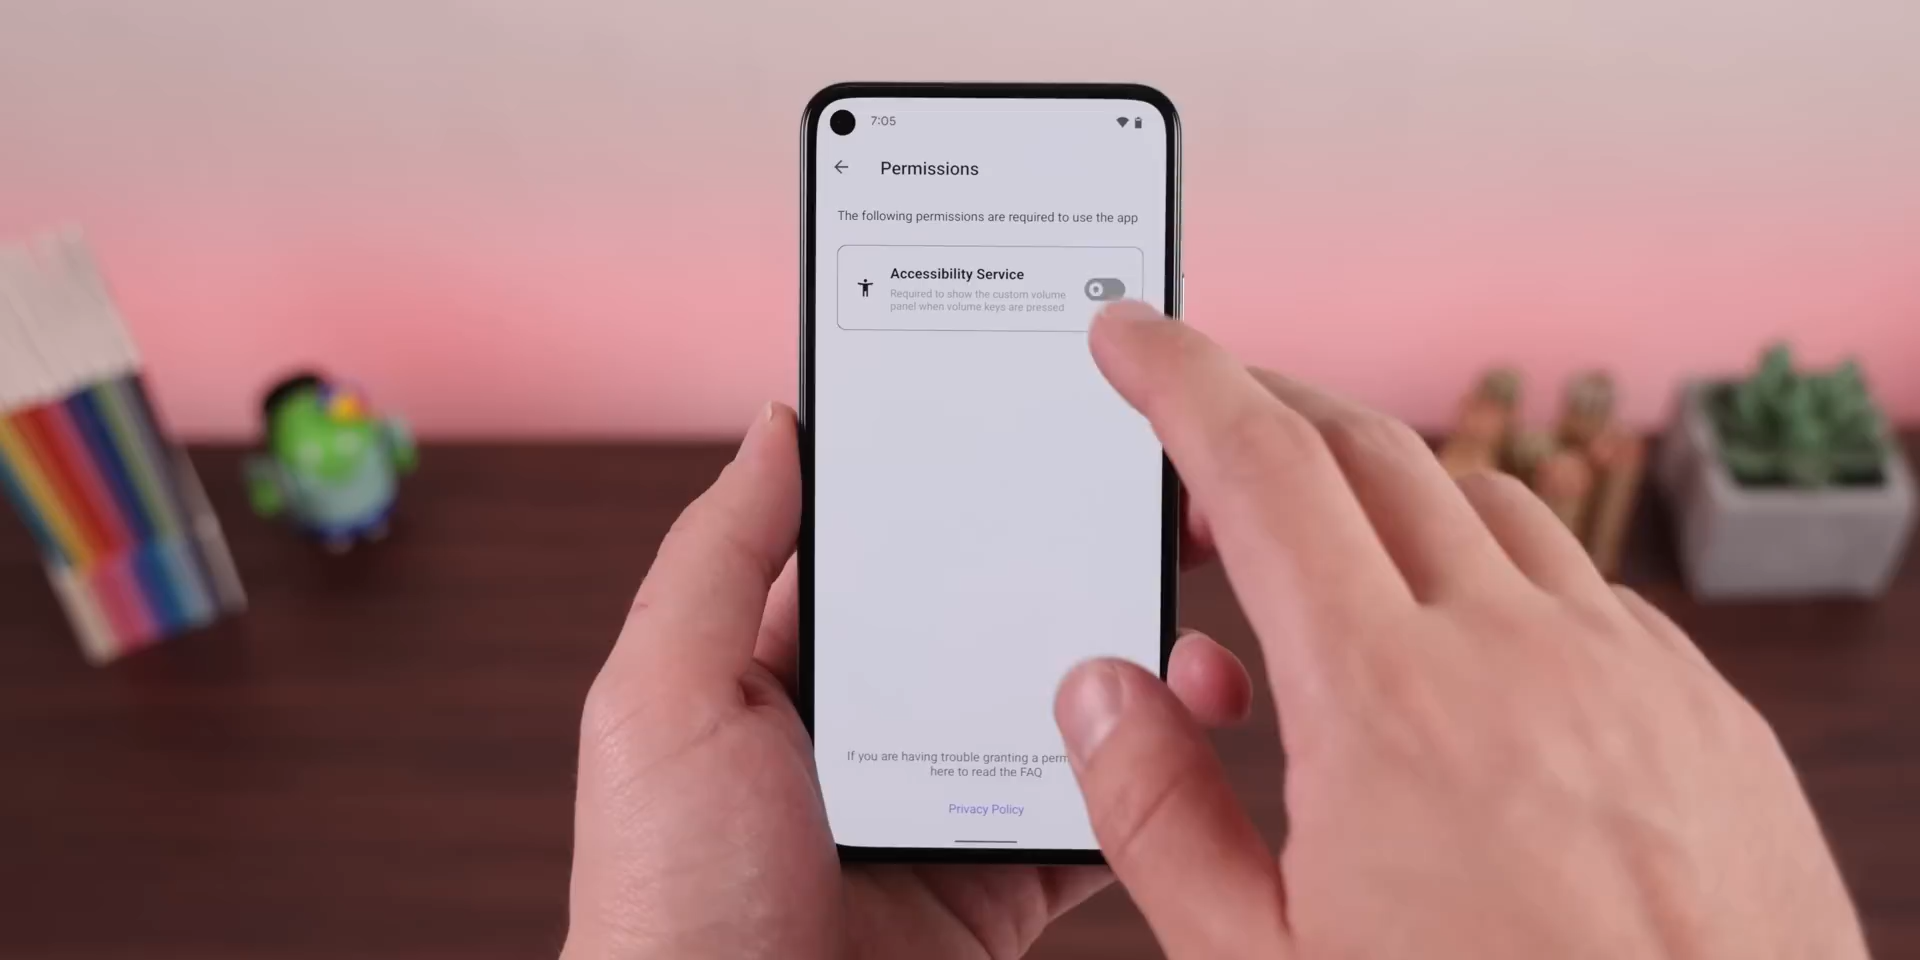 7:05
Permissions
The following permissions are required to use the app
Accessibility Service
Required to show the custom volume
panel when volume keys are pressed
If you are having trouble granting a
here to read the FAQ
Privacy Policy